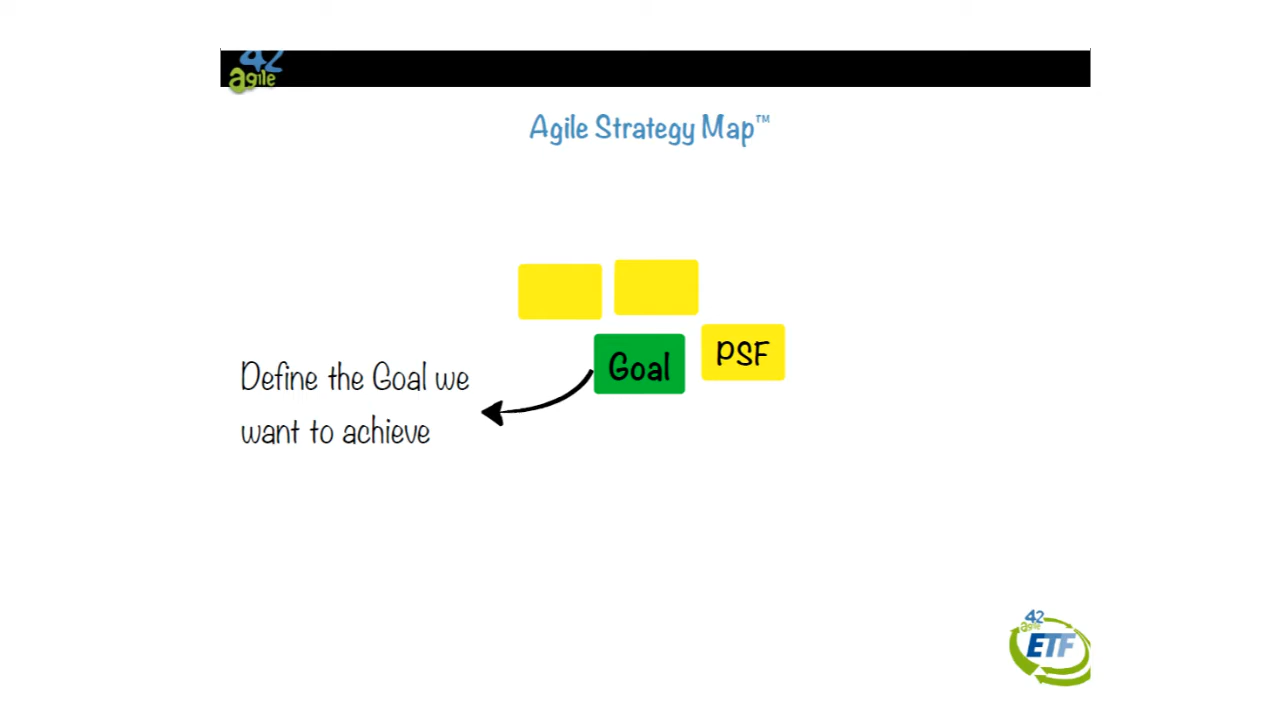 42
agile
Agile Strategy Map™
Goal
PSF
Define the Goal we
want to achieve
42
agile
ETF